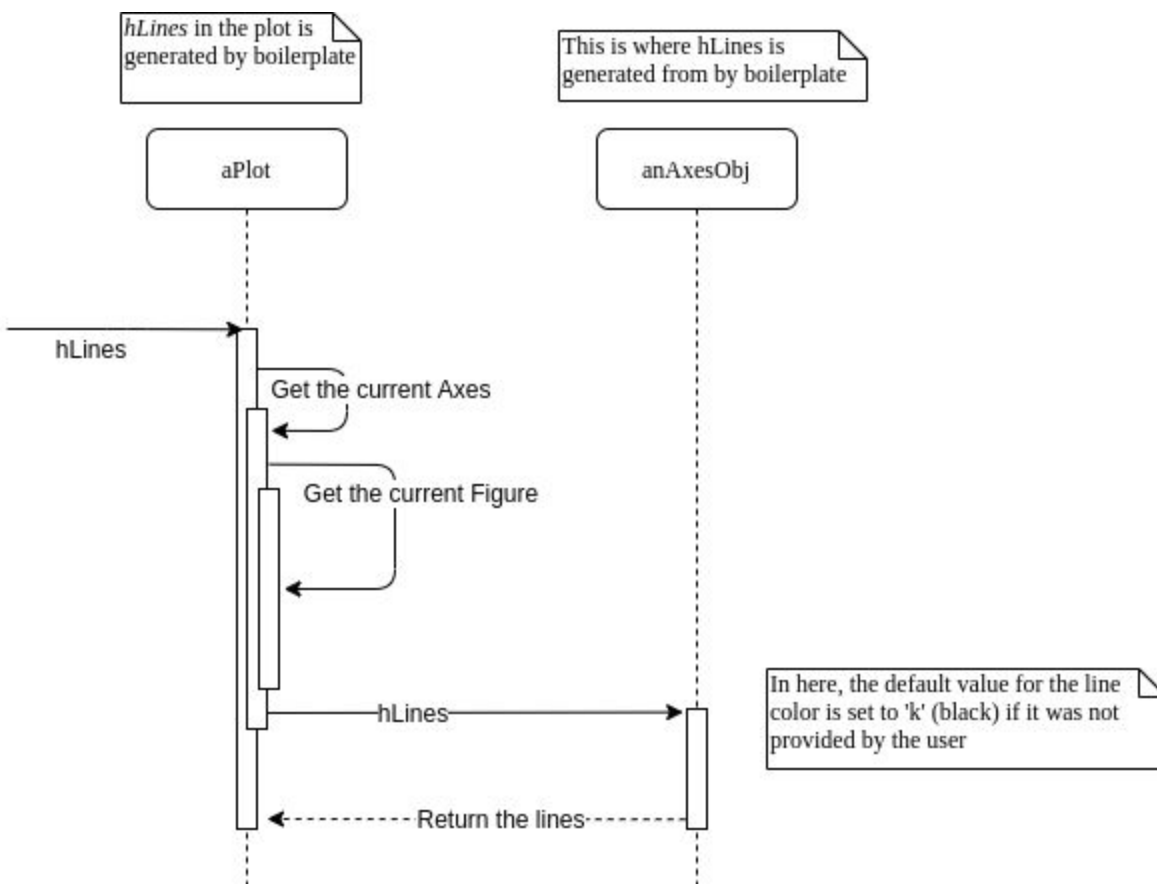 hLines in the plot is
generated by boilerplate
This is where hLines is
generated from by boilerplate
aPlot
anAxesObj
hLines
Get the current Axes
Get the current Figure
hLines
In here, the default value for the line
color is set to 'k' (black) if it was not
provided by the user
Return the lines